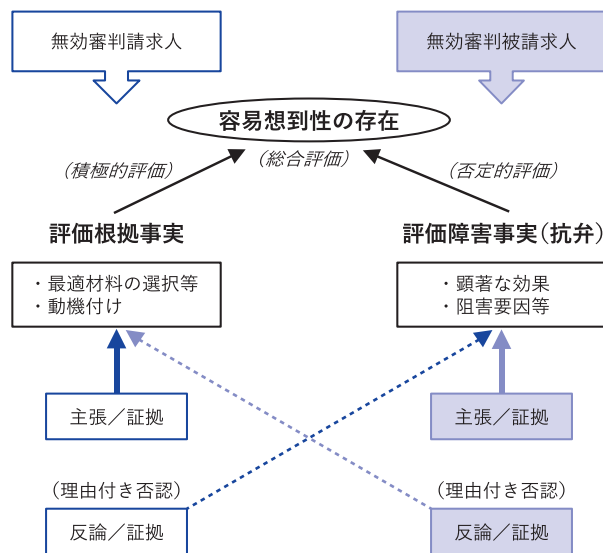 無効審判請求人
無効審判被請求人
容易想到性の存在
（積極的評価）
（総合評価）
（否定的評価）
評価根拠事実
評価障害事実（抗弁）
・最適材料の選択等
・動機付け
・顕著な効果
・阻害要因等
主張／証拠
主張／証拠
（理由付き否認）
（理由付き否認）
反論／証拠
反論／証拠